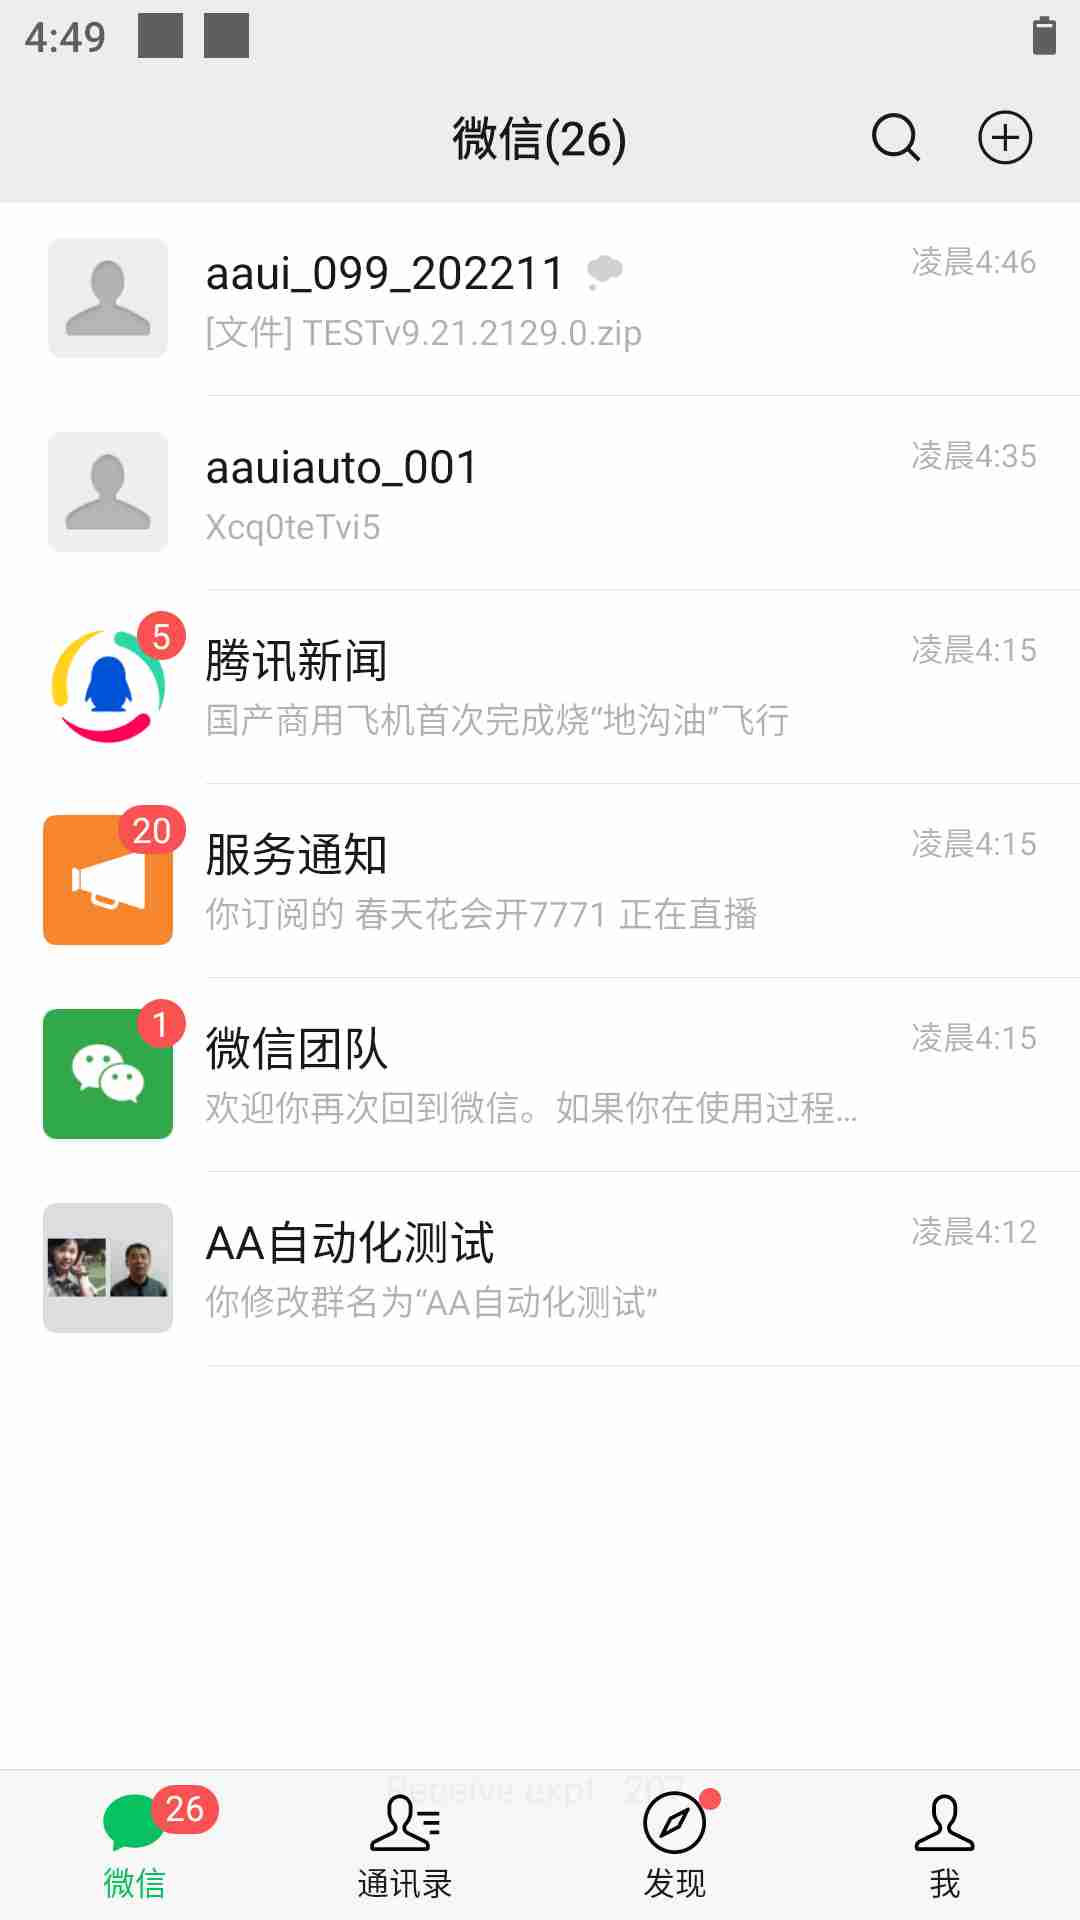 4:49
微信(26)
aaui_099_202211
凌晨4:46
[文件] TESTv9.21.2129.0.zip
aauiauto_001
凌晨4:35
Xcq0teTvi5
5
腾讯新闻
凌晨4:15
国产商用飞机首次完成烧“地沟油”飞行
20
服务通知
凌晨4:15
你订阅的 春天花会开7771 正在直播
1
微信团队
凌晨4:15
欢迎你再次回到微信。如果你在使用过程...
AA自动化测试
凌晨4:12
你修改群名为“AA自动化测试”
26
微信
通讯录
发现
我